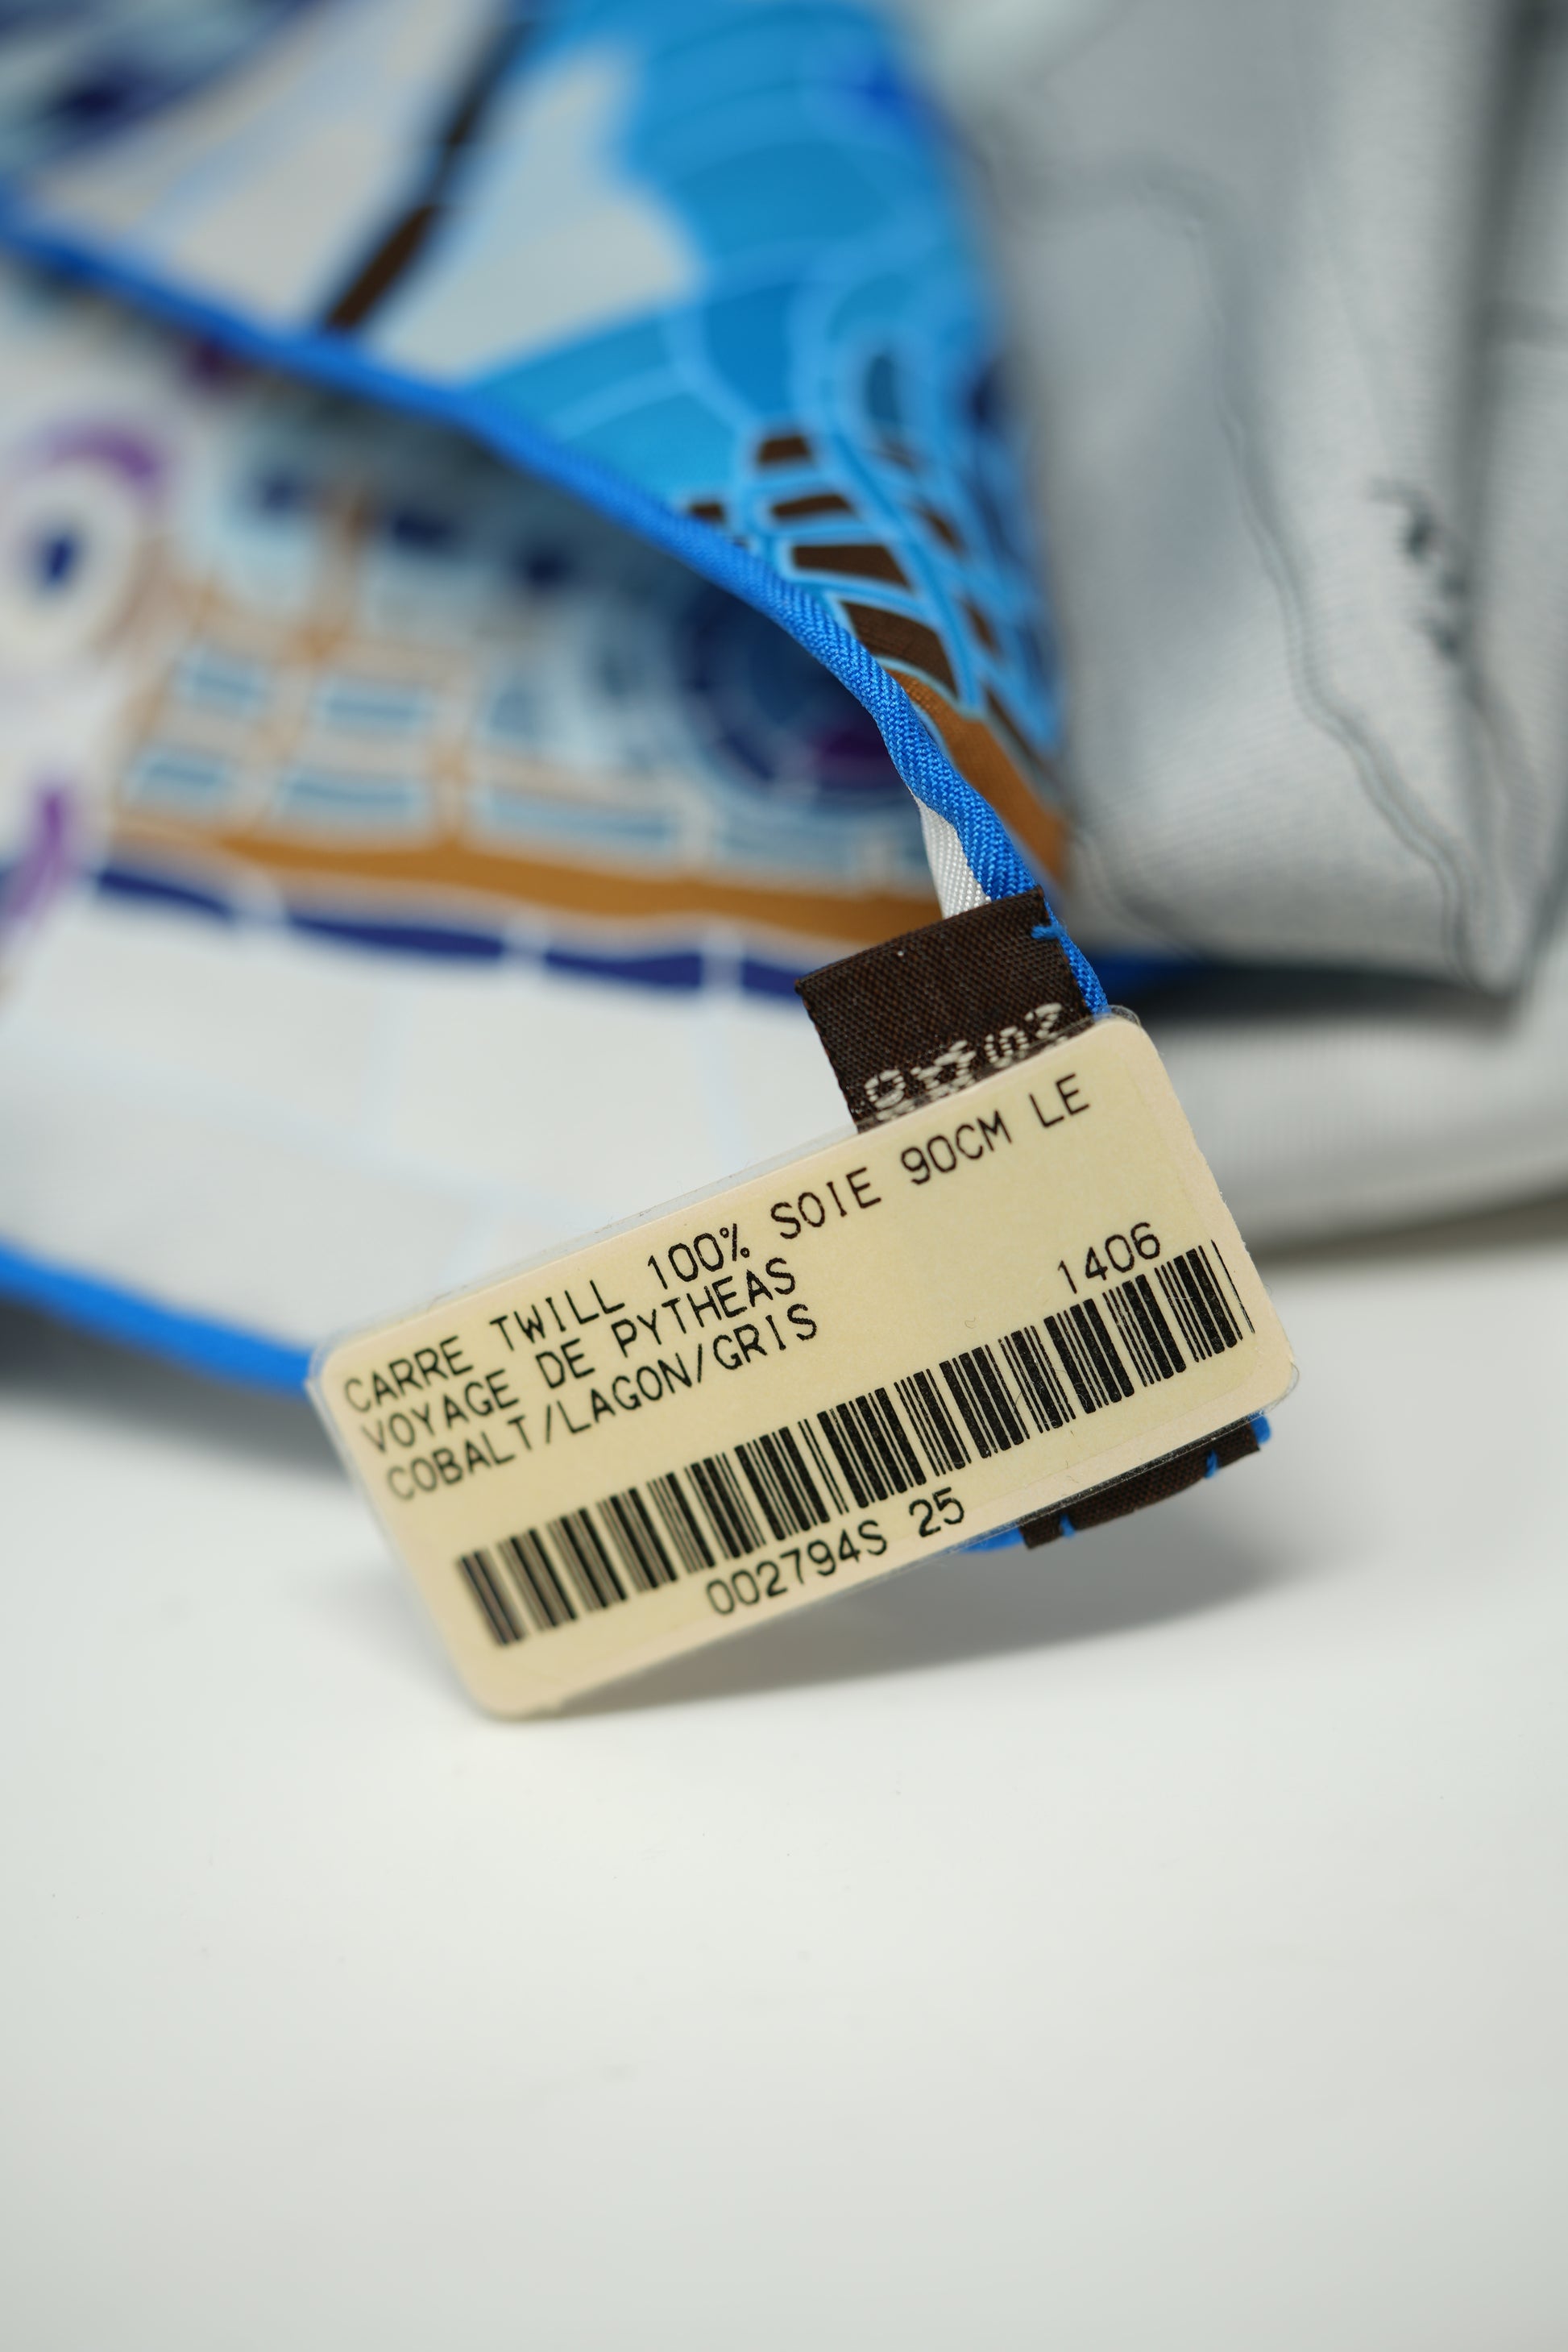 CARRE TWILL 100% SOIE 90CM LE
VOYAGE DE PYTHEAS
COBALT/LAGON/GRIS
1406
002794S 25